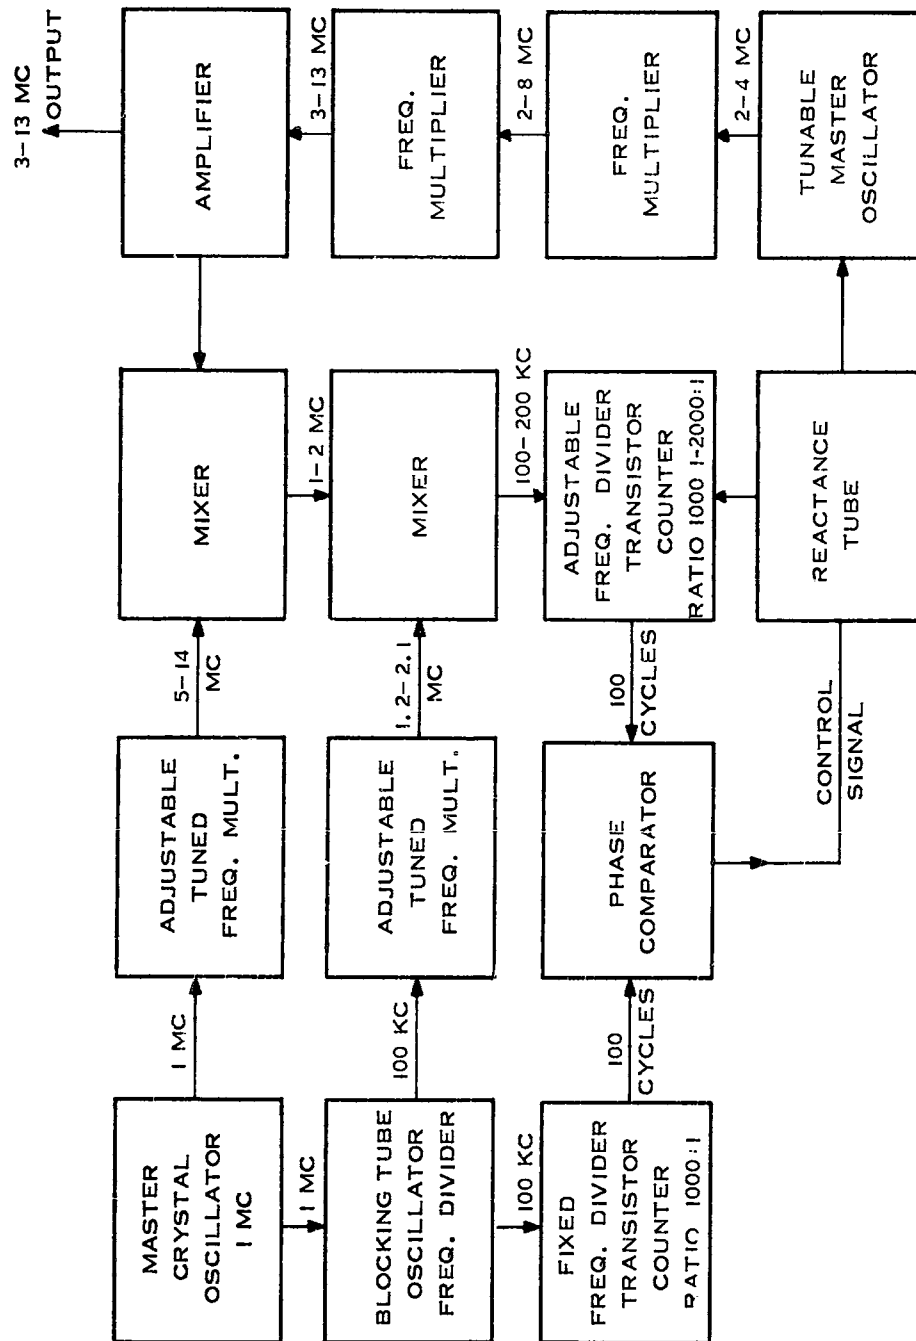 MASTER
CRYSTAL
OSCILLATOR
1 MC
1 MC
ADJUSTABLE
TUNED
FREQ. MULT.
5-14
MC
MIXER
AMPLIFIER
3-13 MC
OUTPUT
1 MC
1-2 MC
3-13 MC
BLOCKING TUBE
OSCILLATOR
FREQ. DIVIDER
100 KC
ADJUSTABLE
TUNED
FREQ. MULT.
1.2-2.1
MC
MIXER
FREQ.
MULTIPLIER
100 KC
100-200 KC
2-8 MC
FIXED
FREQ. DIVIDER
TRANSISTOR
COUNTER
RATIO 1000:1
100
CYCLES
PHASE
COMPARATOR
100
CYCLES
ADJUSTABLE
FREQ. DIVIDER
TRANSISTOR
COUNTER
RATIO 1000 1-2000:1
FREQ.
MULTIPLIER
2-4 MC
CONTROL
SIGNAL
REACTANCE
TUBE
TUNABLE
MASTER
OSCILLATOR